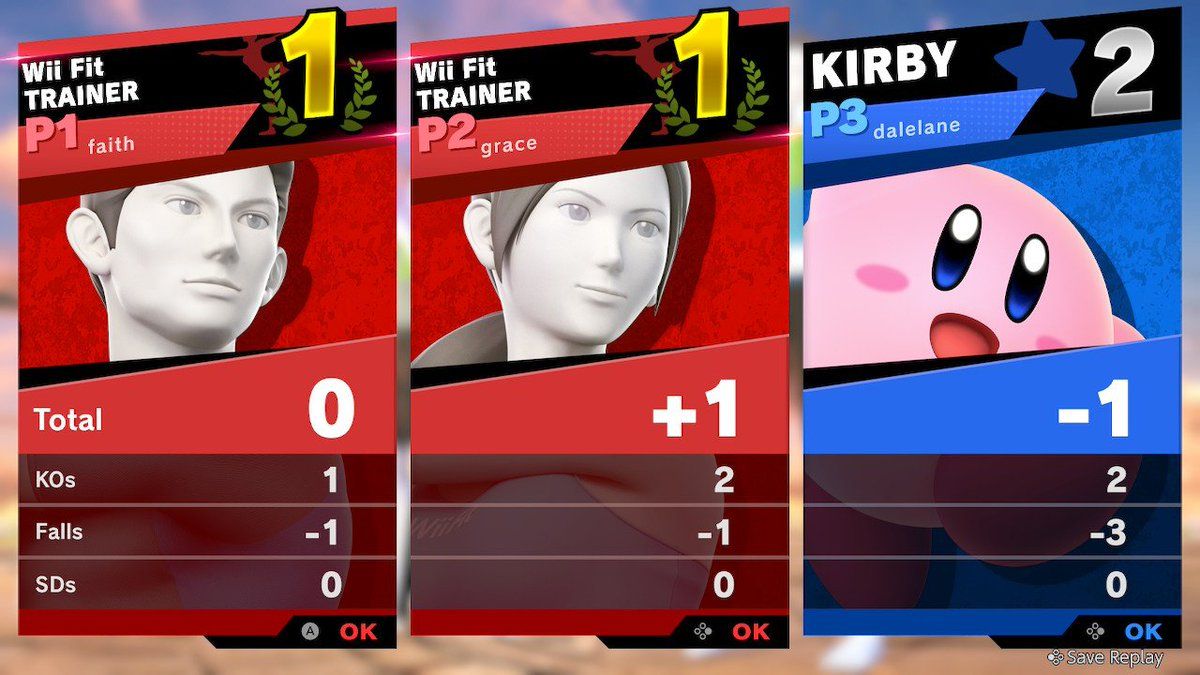 Wii Fit
TRAINER
1
P1 faith
Total
0
KOs
1
Falls
-1
SDs
0
A OK
Wii Fit
TRAINER
1
P2 grace
+1
2
-1
0
OK
KIRBY
2
P3 dalelane
-1
2
-3
0
OK
Save Replay